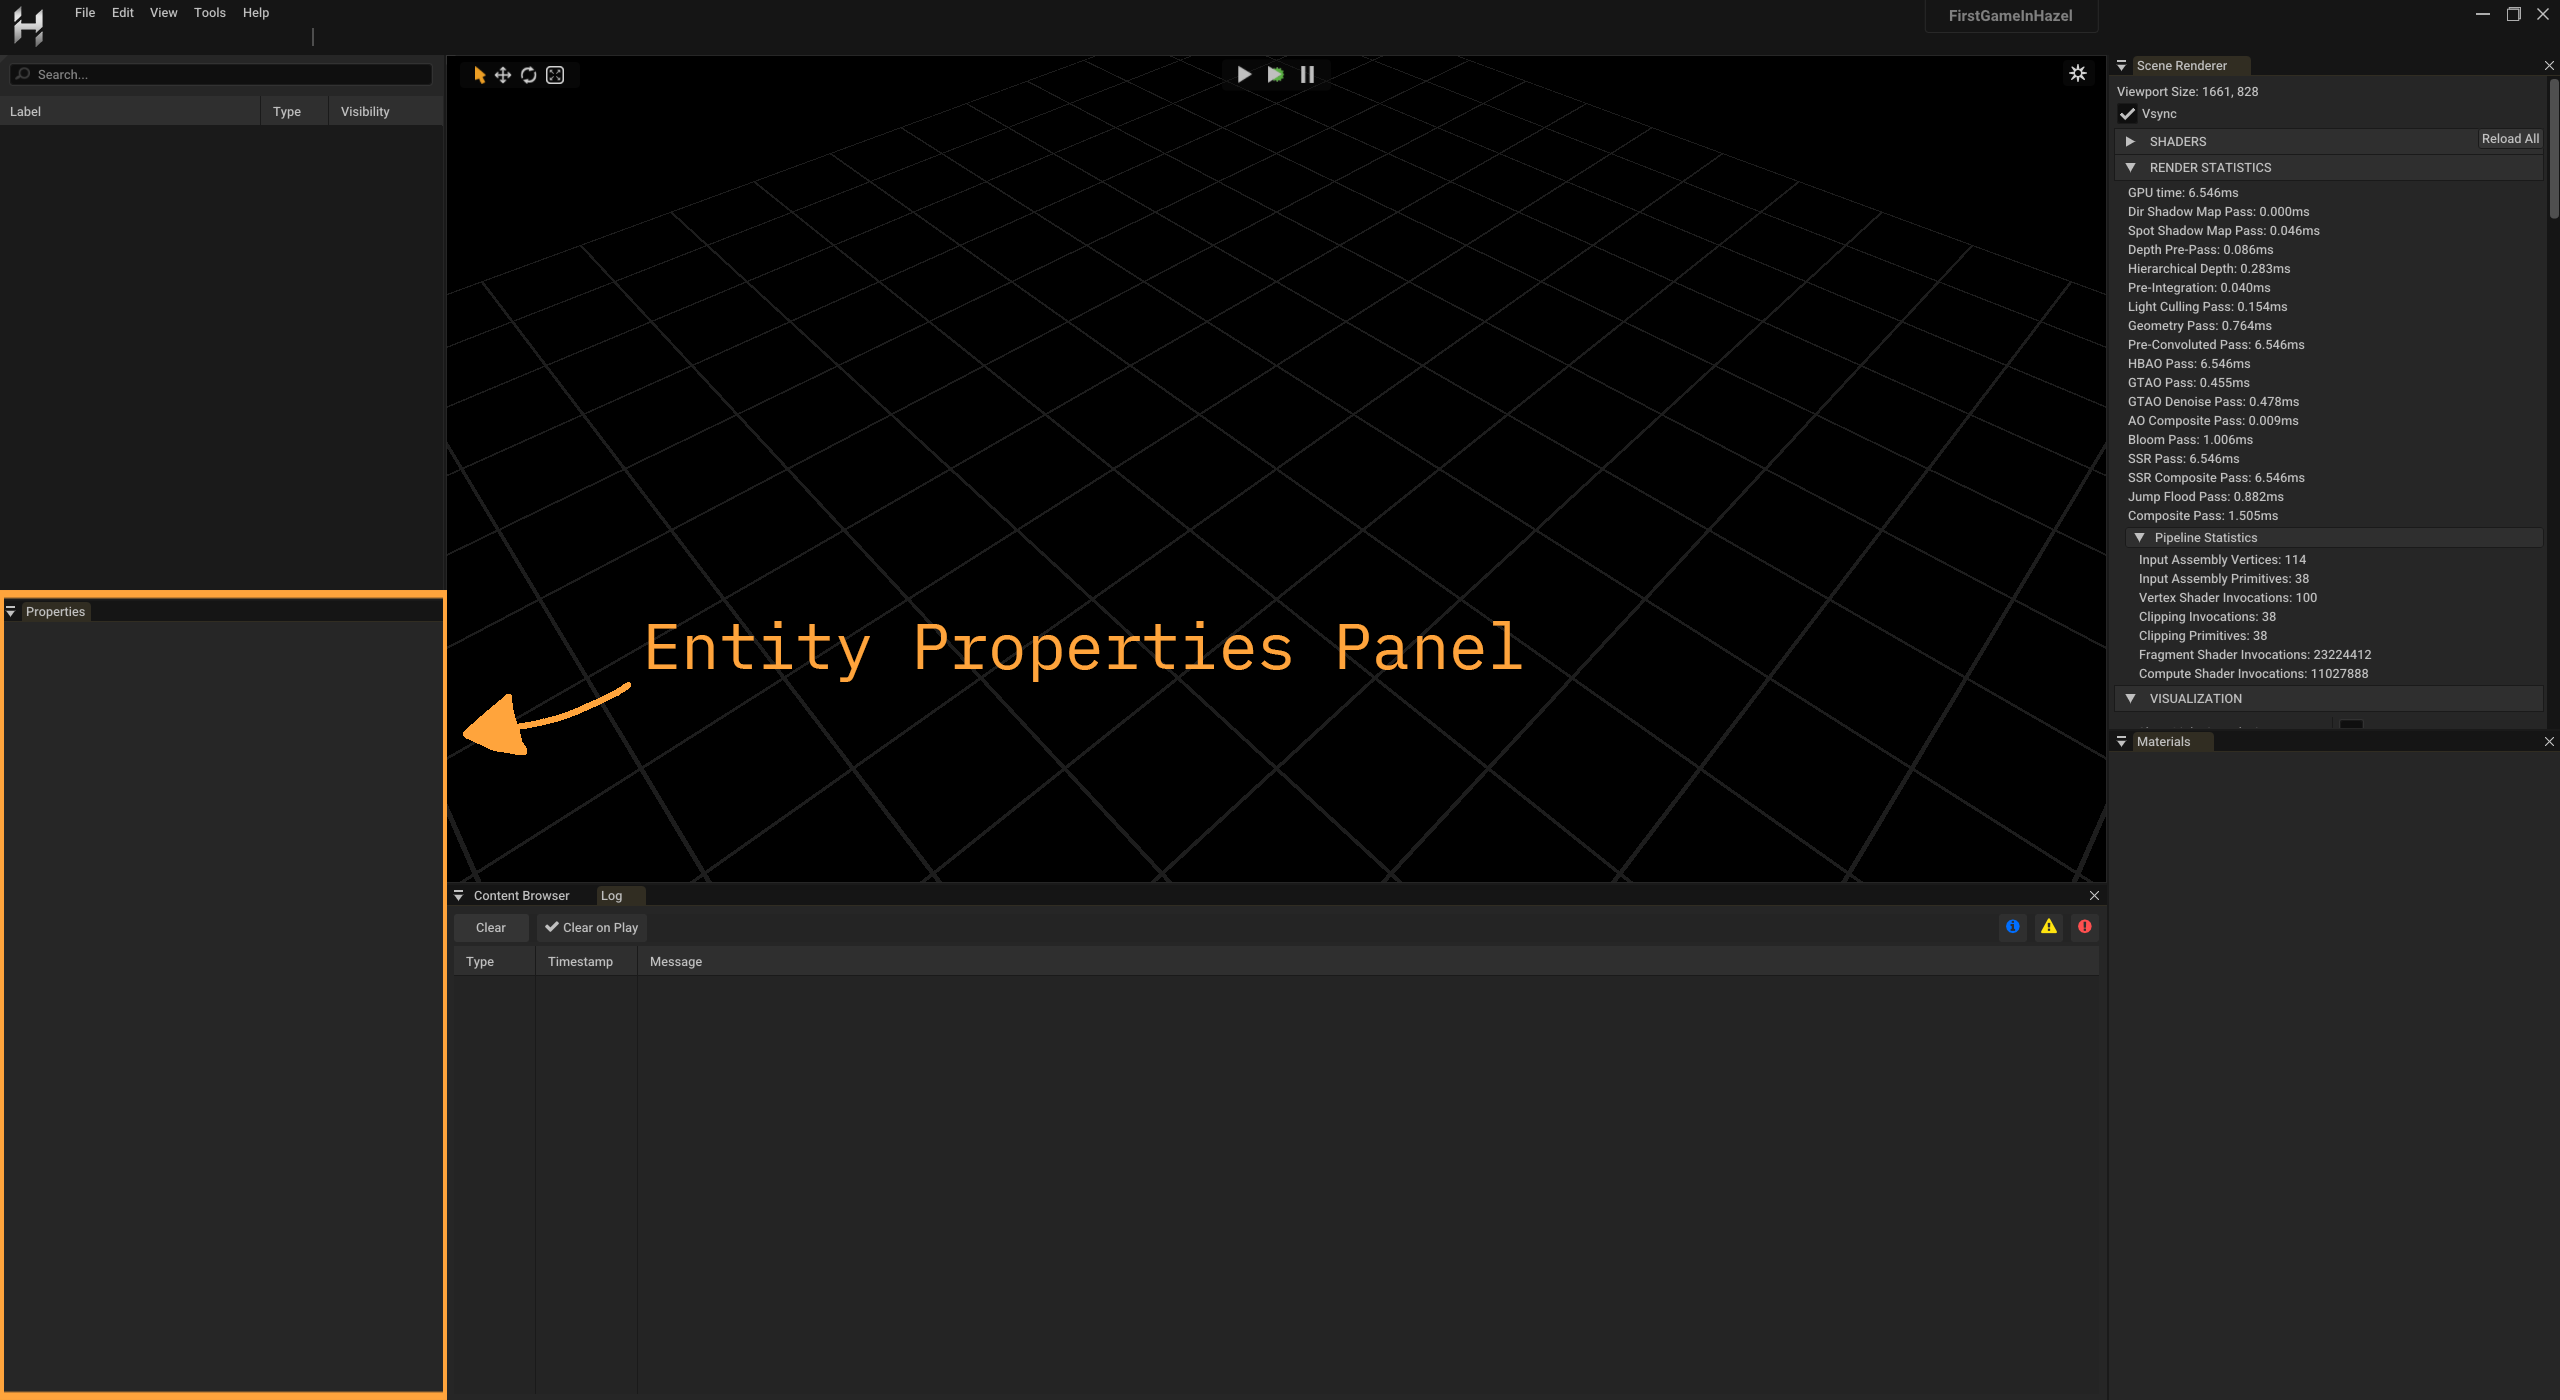 File Edit View Tools Help
FirstGameInHazel
Search...
Label Type Visibility
Properties
Entity Properties Panel
Content Browser Log
Clear Clear on Play
Type Timestamp Message
Scene Renderer
Viewport Size: 1661, 828
Vsync
SHADERS Reload All
RENDER STATISTICS
GPU time: 6.546ms
Dir Shadow Map Pass: 0.000ms
Spot Shadow Map Pass: 0.046ms
Depth Pre-Pass: 0.086ms
Hierarchical Depth: 0.283ms
Pre-Integration: 0.040ms
Light Culling Pass: 0.154ms
Geometry Pass: 0.764ms
Pre-Convoluted Pass: 6.546ms
HBAO Pass: 6.546ms
GTAO Pass: 0.455ms
GTAO Denoise Pass: 0.478ms
AO Composite Pass: 0.009ms
Bloom Pass: 1.006ms
SSR Pass: 6.546ms
SSR Composite Pass: 6.546ms
Jump Flood Pass: 0.882ms
Composite Pass: 1.505ms
Pipeline Statistics
Input Assembly Vertices: 114
Input Assembly Primitives: 38
Vertex Shader Invocations: 100
Clipping Invocations: 38
Clipping Primitives: 38
Fragment Shader Invocations: 23224412
Compute Shader Invocations: 11027888
VISUALIZATION
Materials